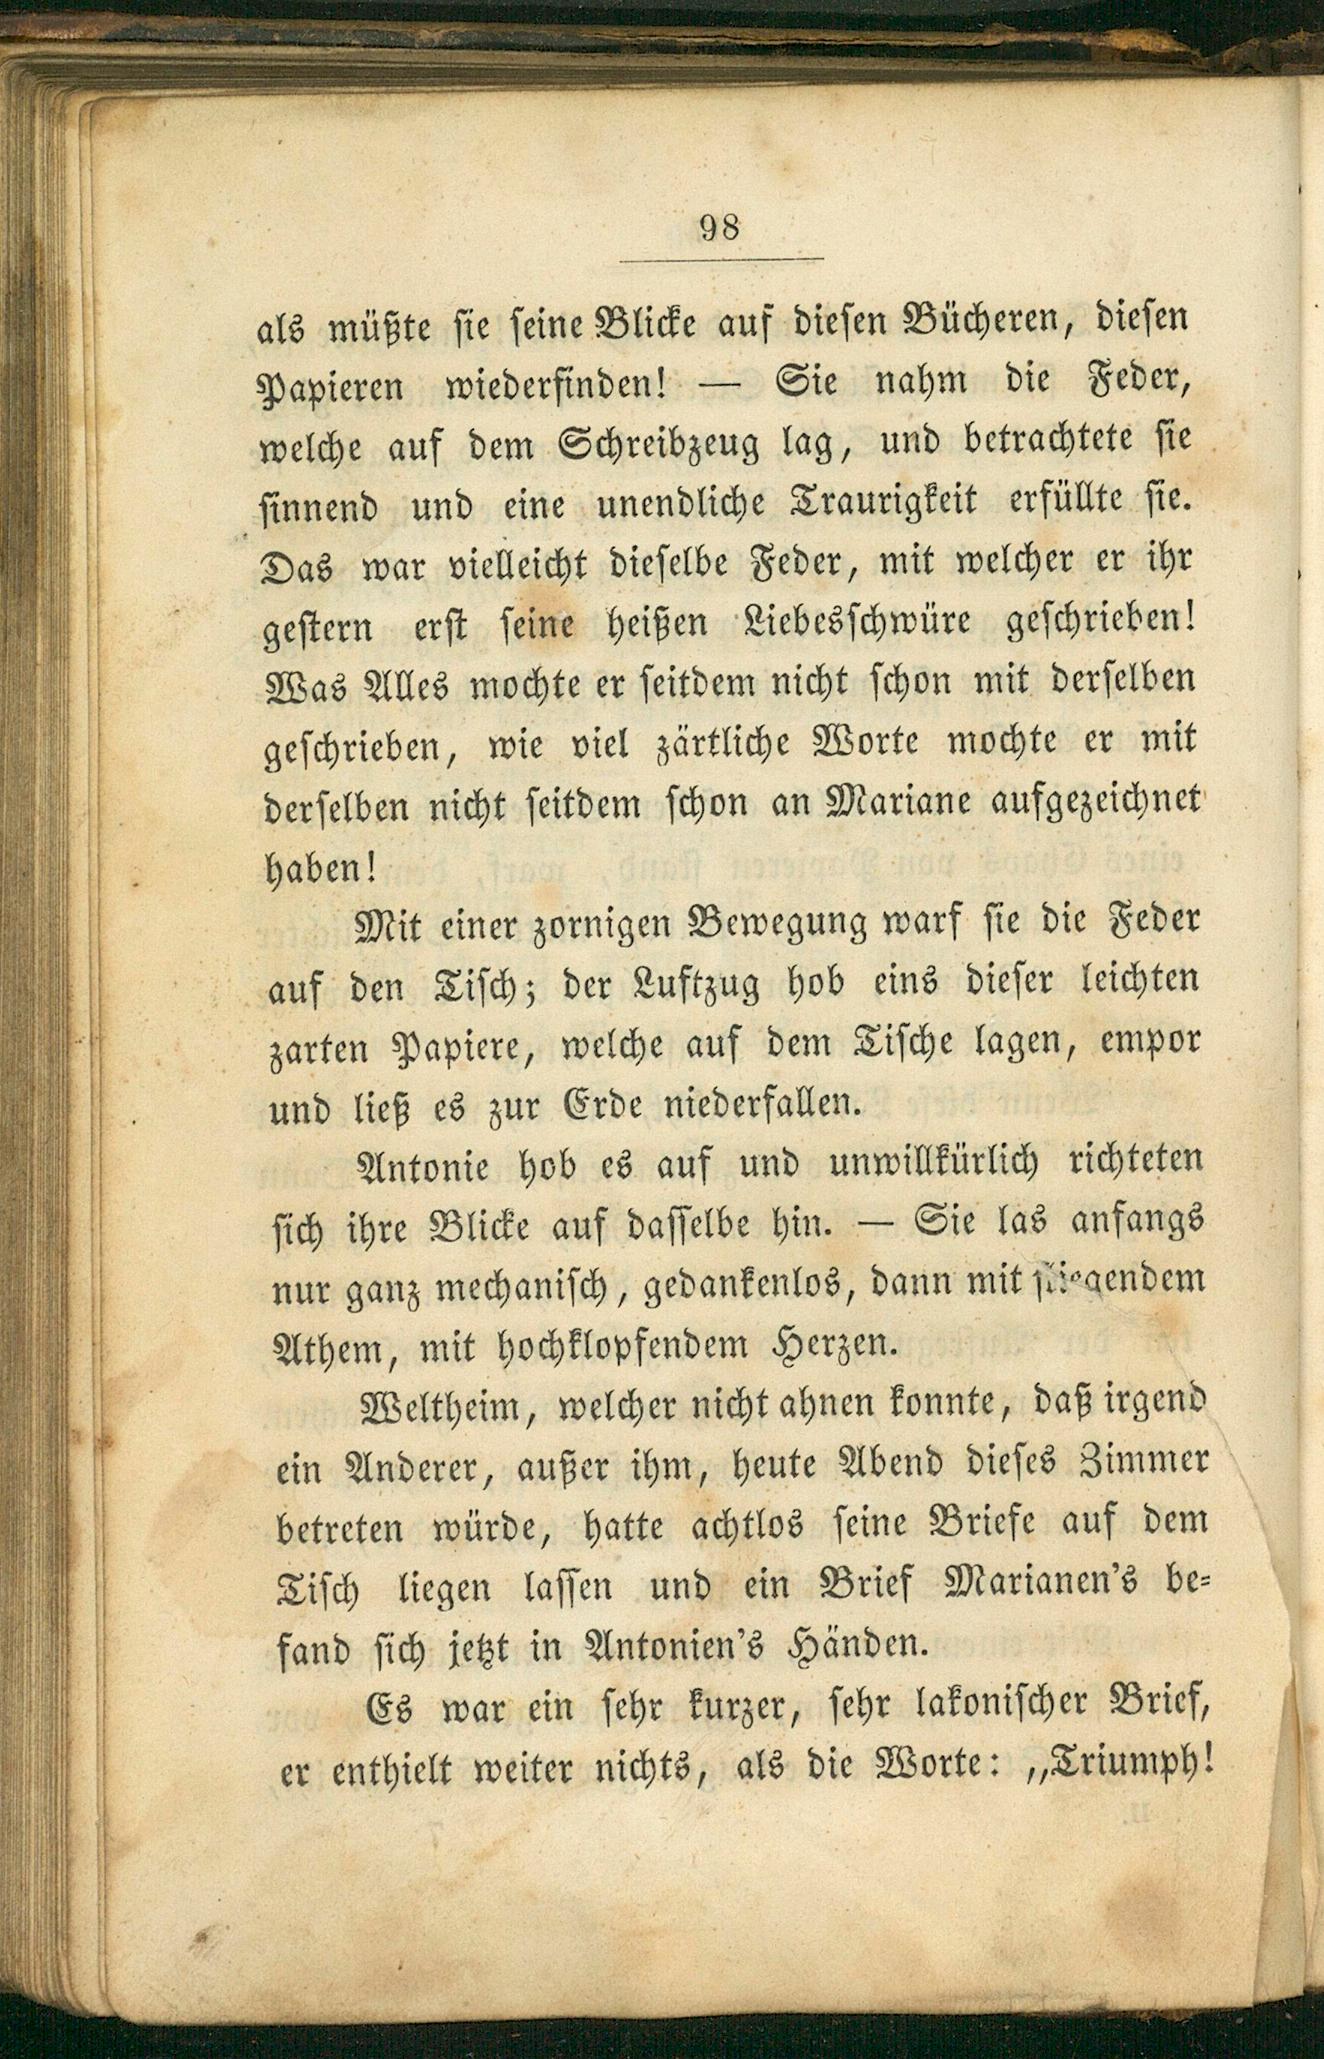 98
als müßte sie seine Blicke auf diesen Bücheren, diesen
Papieren wiederfinden! — Sie nahm die Feder,
welche auf dem Schreibzeug lag, und betrachtete sie
sinnend und eine unendliche Traurigkeit erfüllte sie.
Das war vielleicht dieselbe Feder, mit welcher er ihr
gestern erst seine heißen Liebesschwüre geschrieben!
Was Alles mochte er seitdem nicht schon mit derselben
geschrieben, wie viel zärtliche Worte mochte er mit
derselben nicht seitdem schon an Mariane aufgezeichnet
haben!
Mit einer zornigen Bewegung warf sie die Feder
auf den Tisch; der Luftzug hob eins dieser leichten
zarten Papiere, welche auf dem Tische lagen, empor
und ließ es zur Erde niederfallen.
Antonie hob es auf und unwillkürlich richteten
sich ihre Blicke auf dasselbe hin. — Sie las anfangs
nur ganz mechanisch, gedankenlos, dann mit fliegendem
Athem, mit hochklopfendem Herzen.
Weltheim, welcher nicht ahnen konnte, daß irgend
ein Anderer, außer ihm, heute Abend dieses Zimmer
betreten würde, hatte achtlos seine Briefe auf dem
Tisch liegen lassen und ein Brief Marianen's be-
fand sich jetzt in Antonien's Händen.
Es war ein sehr kurzer, sehr lakonischer Brief,
er enthielt weiter nichts, als die Worte: „Triumph!